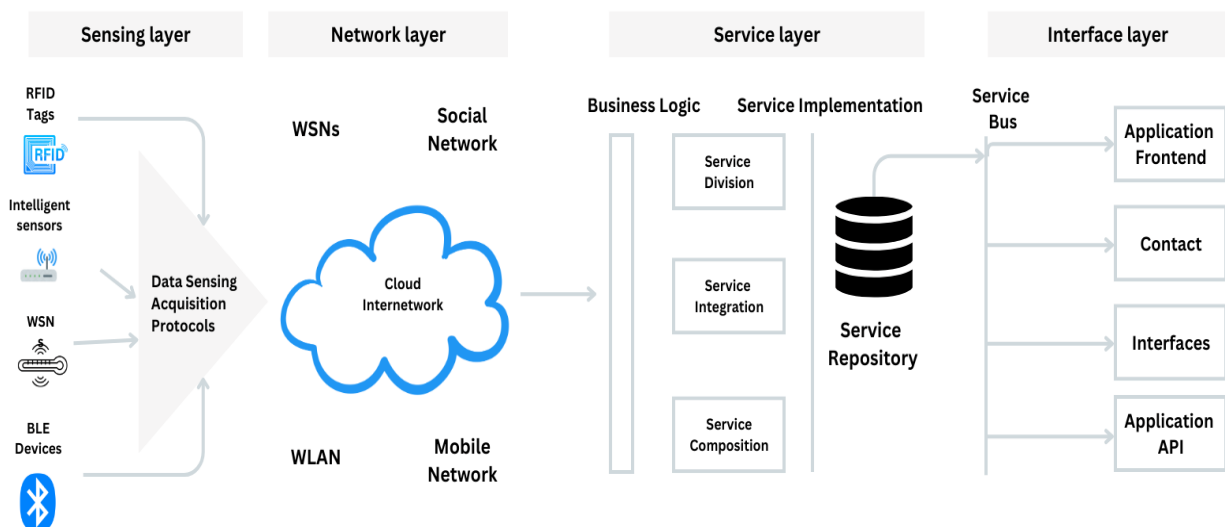 Sensing layer
Network layer
Service layer
Interface layer
RFID
Tags
RFID
Intelligent
sensors
WSN
BLE
Devices
Data Sensing
Acquisition
Protocols
WSNs
Social
Network
Cloud
Internetwork
WLAN
Mobile
Network
Business Logic
Service Implementation
Service
Division
Service
Integration
Service
Composition
Service
Repository
Service
Bus
Application
Frontend
Contact
Interfaces
Application
API